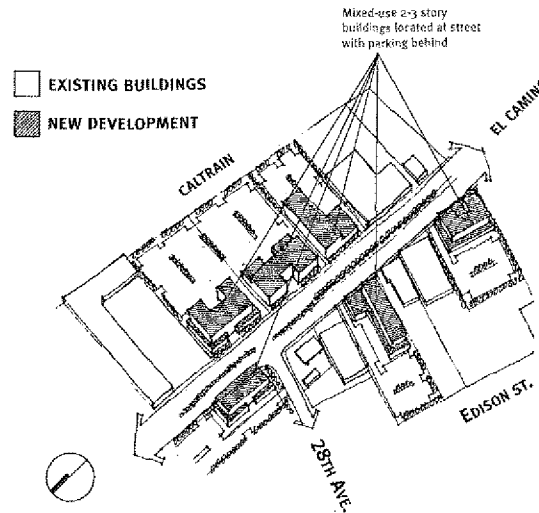 Mixed-use 2-3 story
buildings located at street
with parking behind
EXISTING BUILDINGS
NEW DEVELOPMENT
CALTRAIN
EL CAMINO
28TH AVE.
EDISON ST.